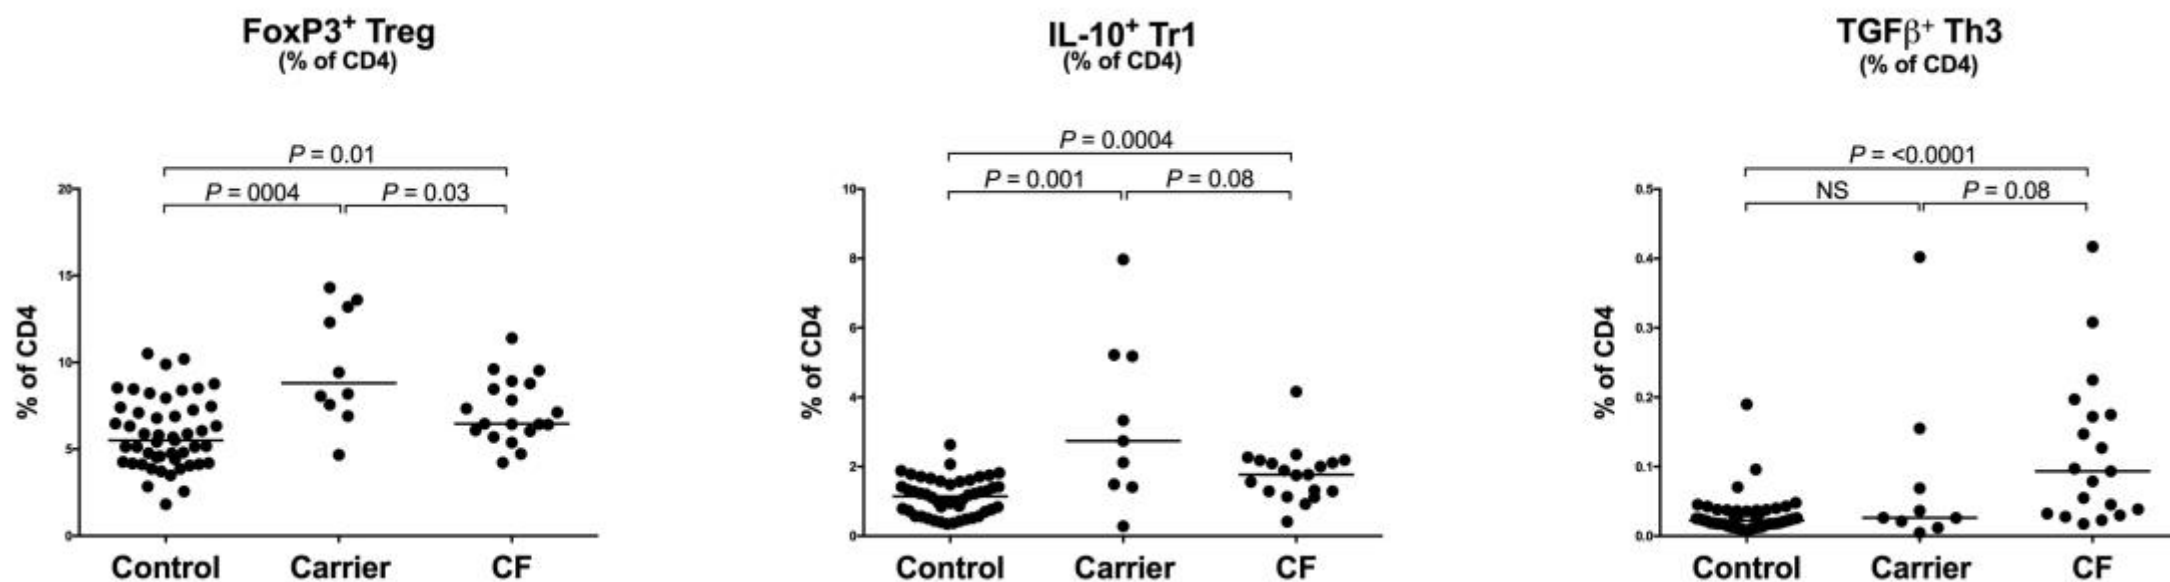 FoxP3⁺ Treg
(% of CD4)
P = 0.01
P = 0004
P = 0.03
20
15
10
5
0
% of CD4
Control
Carrier
CF
IL-10⁺ Tr1
(% of CD4)
P = 0.0004
P = 0.001
P = 0.08
10
8
6
4
2
0
% of CD4
Control
Carrier
CF
TGFβ⁺ Th3
(% of CD4)
P = <0.0001
NS
P = 0.08
0.5
0.4
0.3
0.2
0.1
0.0
% of CD4
Control
Carrier
CF